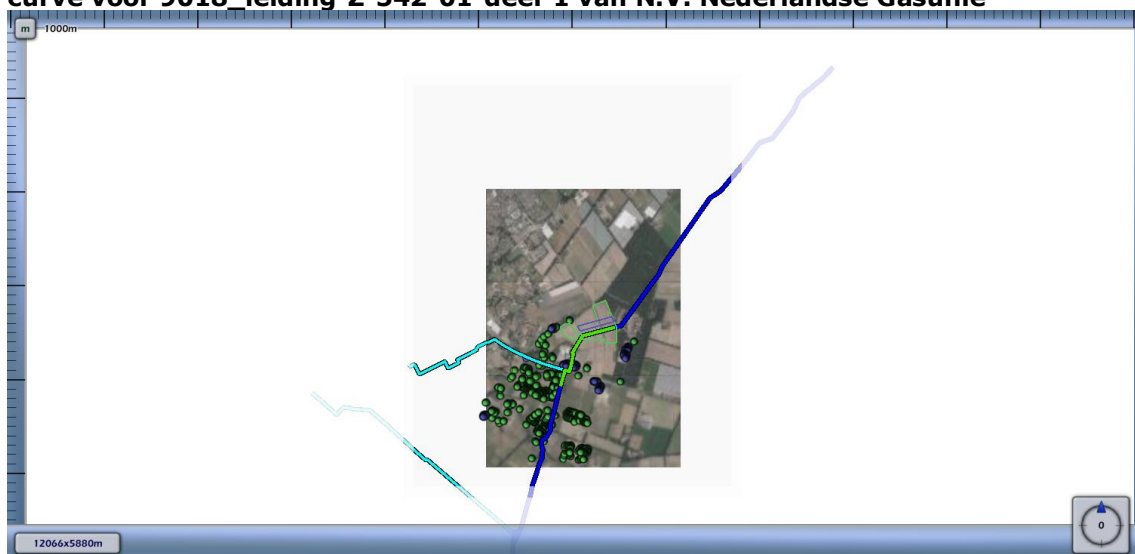 curve voor 9018_leiding-Z-542-01-deel 1 van N.V. Nederlandse Gasunie
m
1000m
0
12066x5880m